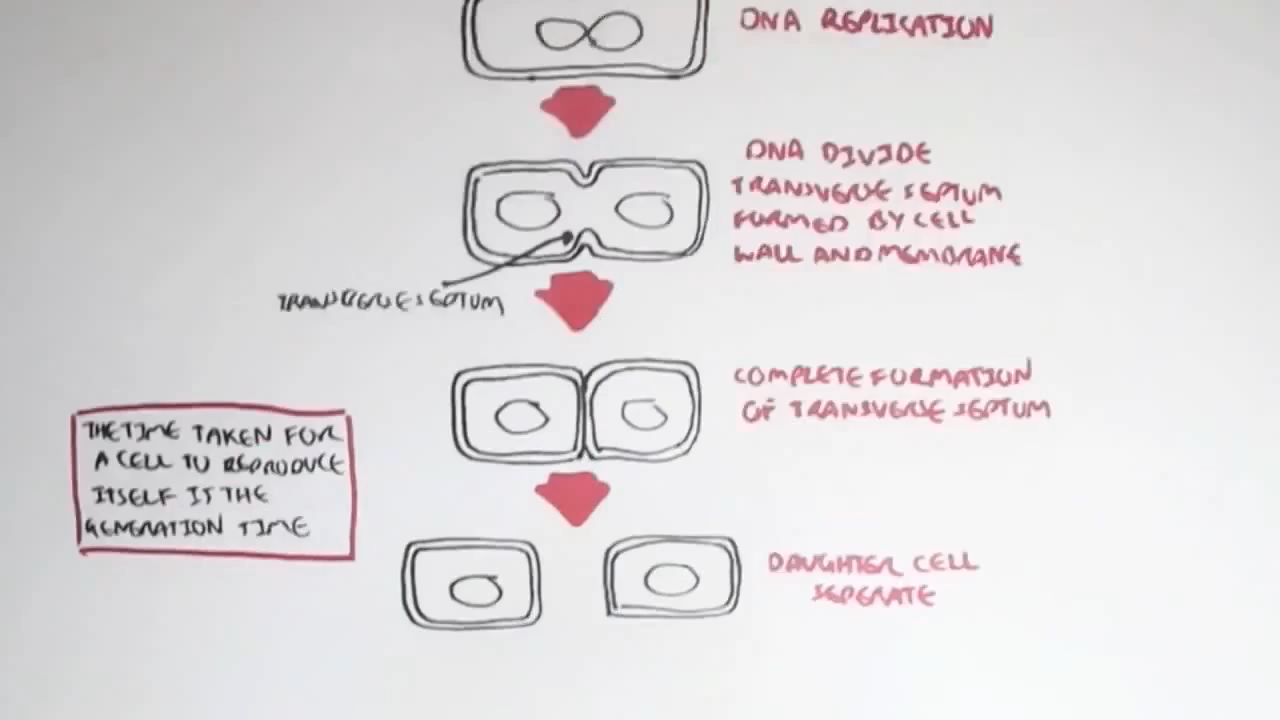 DNA REPLICATION
DNA DIVIDE
TRANSVERSE SEPTUM
FORMED BY CELL
WALL AND MEMBRANE
TRANSVERSE SEPTUM
COMPLETE FORMATION
OF TRANSVERSE SEPTUM
THE TIME TAKEN FOR
A CELL TO REPRODUCE
ITSELF IS THE
GENERATION TIME
DAUGHTER CELL
SEPERATE